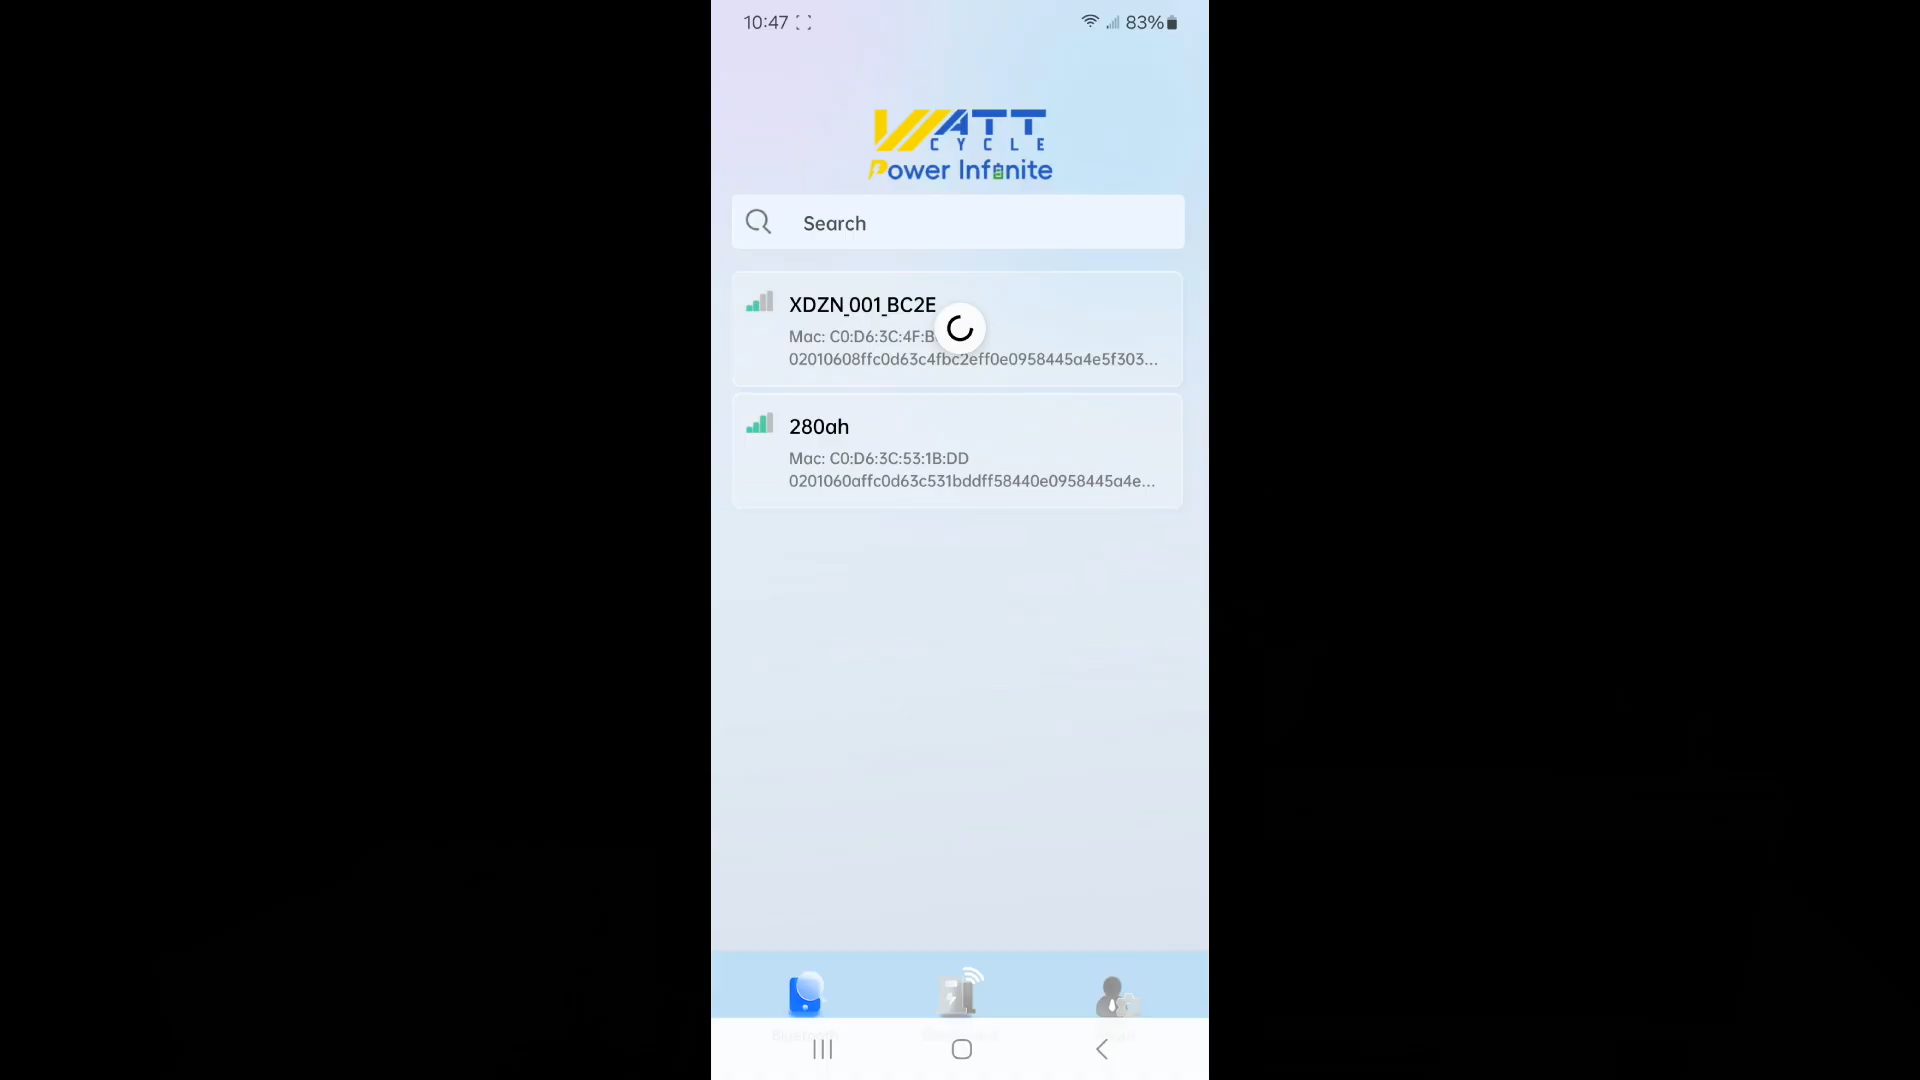 10:47
83%
WATT
CYCLE
Power Infinite
Search
XDZN_001_BC2E
Mac: C0:D6:3C:4F:B
02010608ffc0d63c4fbc2eff0e0958445a4e5f303...
280ah
Mac: C0:D6:3C:53:1B:DD
0201060affc0d63c531bddff58440e0958445a4e...
Bluetooth